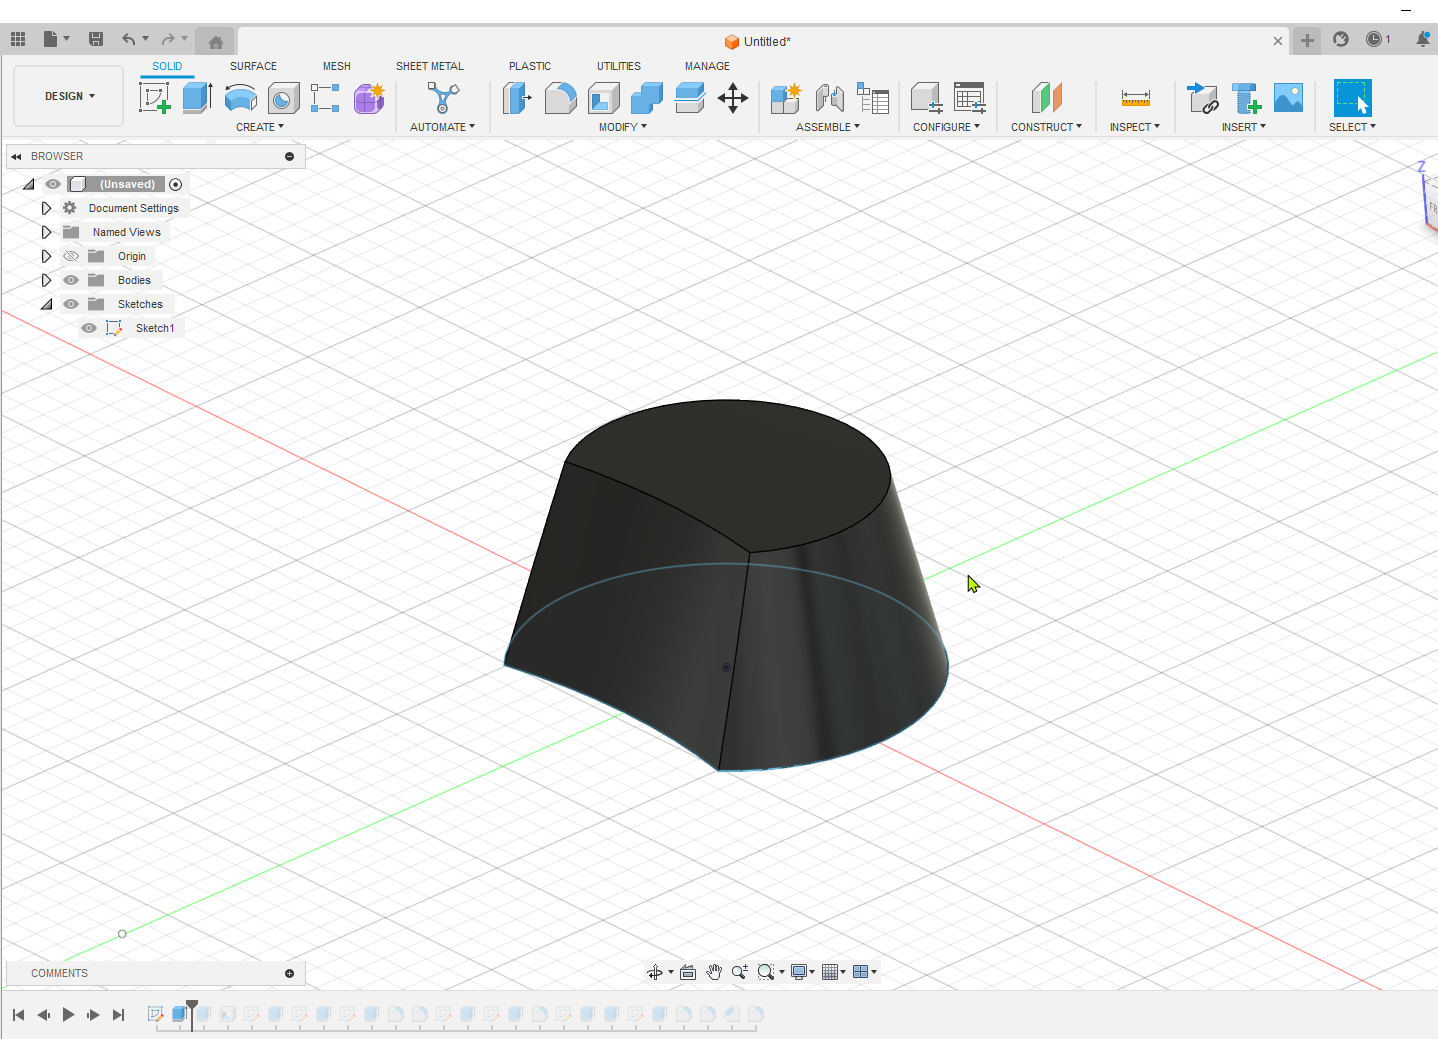 Untitled*
1
SOLID SURFACE MESH SHEET METAL PLASTIC UTILITIES MANAGE
DESIGN
CREATE AUTOMATE MODIFY ASSEMBLE CONFIGURE CONSTRUCT INSPECT INSERT SELECT
BROWSER
(Unsaved)
Document Settings
Named Views
Origin
Bodies
Sketches
Sketch1
Z
FR
COMMENTS